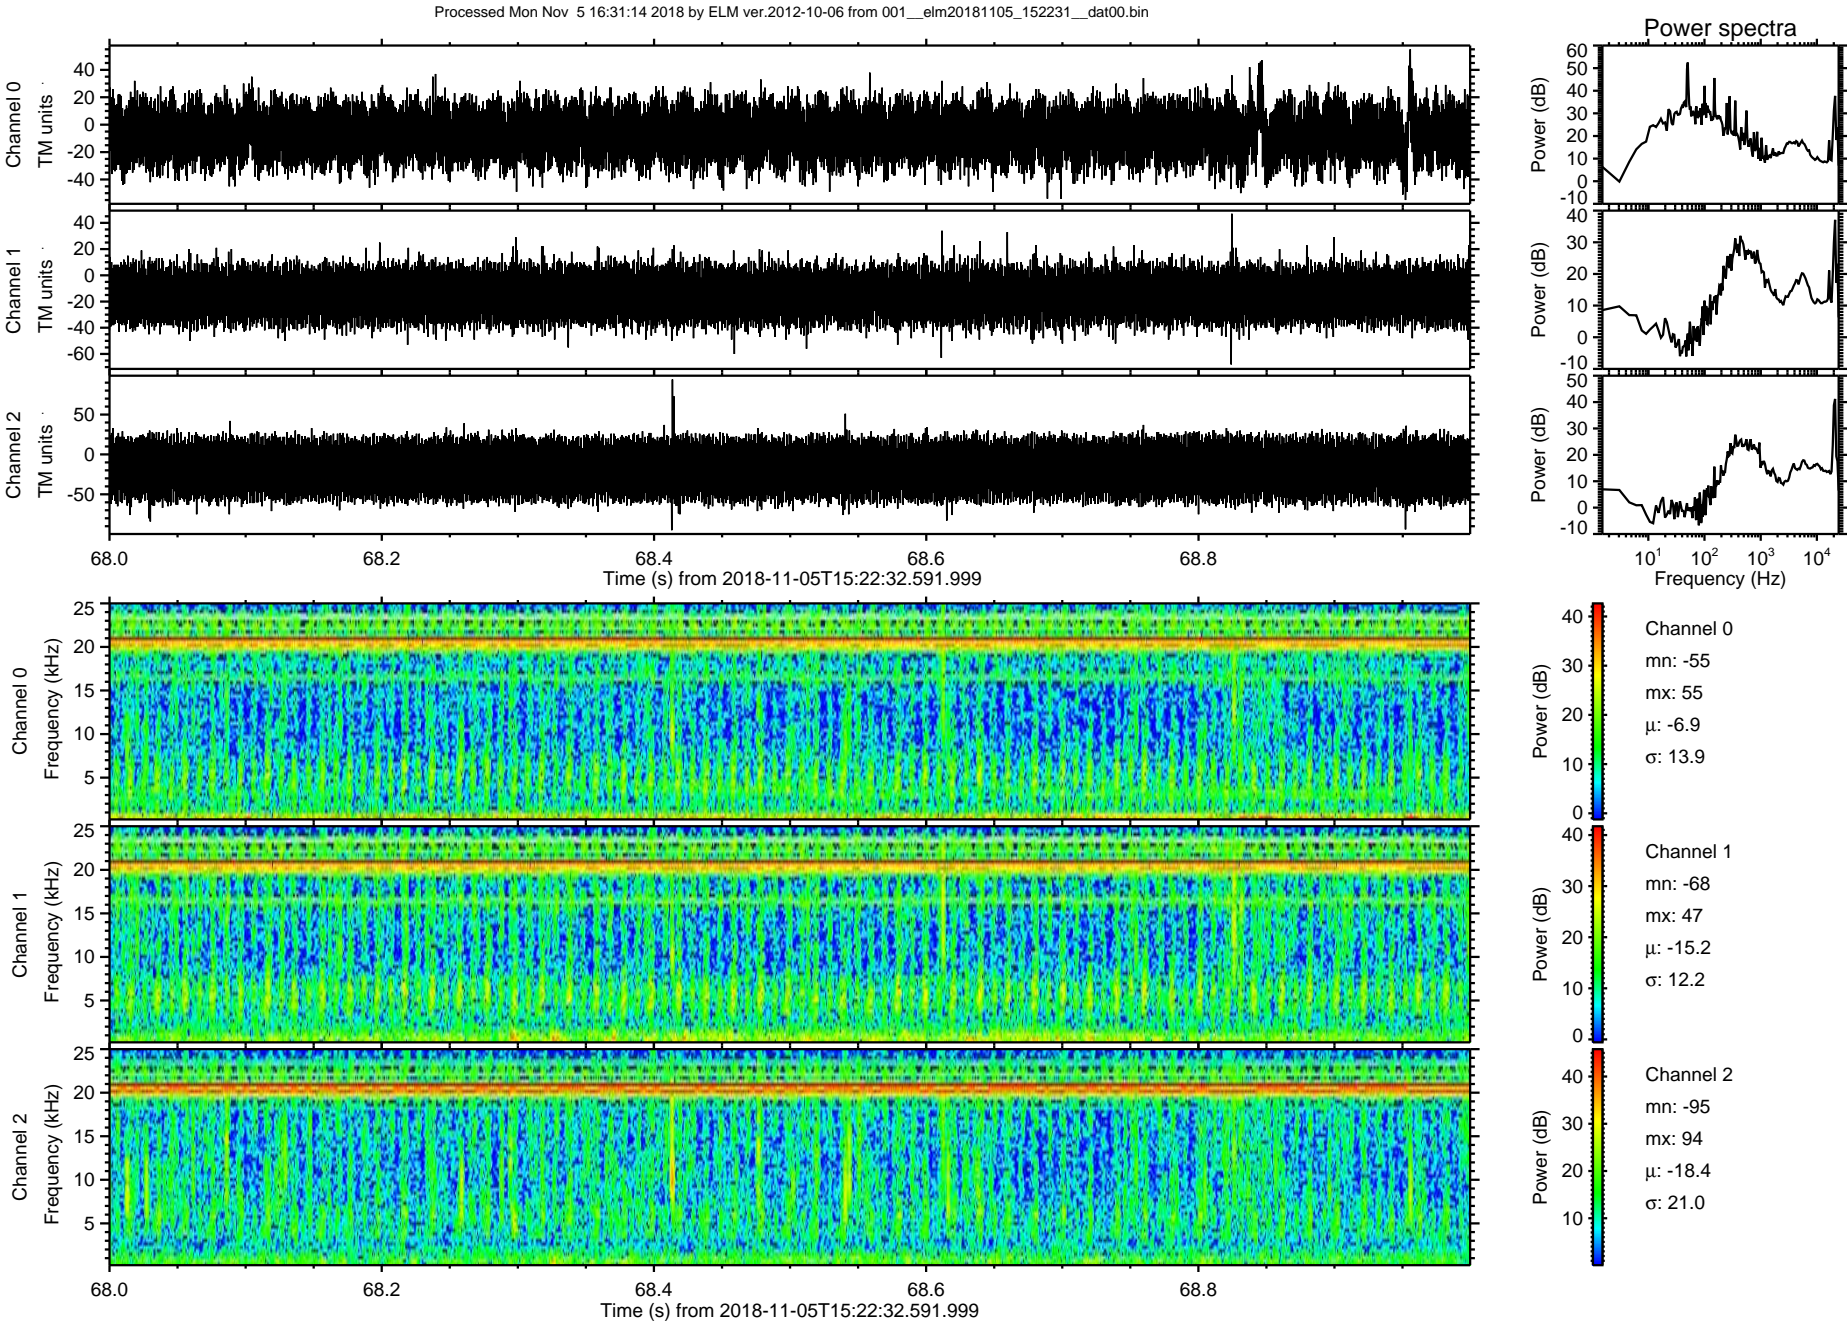 Processed Mon Nov 5 16:31:14 2018 by ELM ver.2012-10-06 from 001__elm20181105_152231__dat00.bin
Power spectra
Channel 0
TM units
40
20
0
-20
-40
Power (dB)
60
50
40
30
20
10
0
-10
Channel 1
TM units
40
20
0
-20
-40
-60
Power (dB)
40
30
20
10
0
-10
Channel 2
TM units
50
0
-50
Power (dB)
50
40
30
20
10
0
-10
68.0 68.2 68.4 68.6 68.8
Time (s) from 2018-11-05T15:22:32.591.999
10¹ 10² 10³ 10⁴
Frequency (Hz)
Channel 0
Frequency (kHz)
25
20
15
10
5
Power (dB)
40
30
20
10
0
Channel 0
mn: -55
mx: 55
μ: -6.9
σ: 13.9
Channel 1
Frequency (kHz)
25
20
15
10
5
Power (dB)
40
30
20
10
0
Channel 1
mn: -68
mx: 47
μ: -15.2
σ: 12.2
Channel 2
Frequency (kHz)
25
20
15
10
5
Power (dB)
40
30
20
10
Channel 2
mn: -95
mx: 94
μ: -18.4
σ: 21.0
68.0 68.2 68.4 68.6 68.8
Time (s) from 2018-11-05T15:22:32.591.999